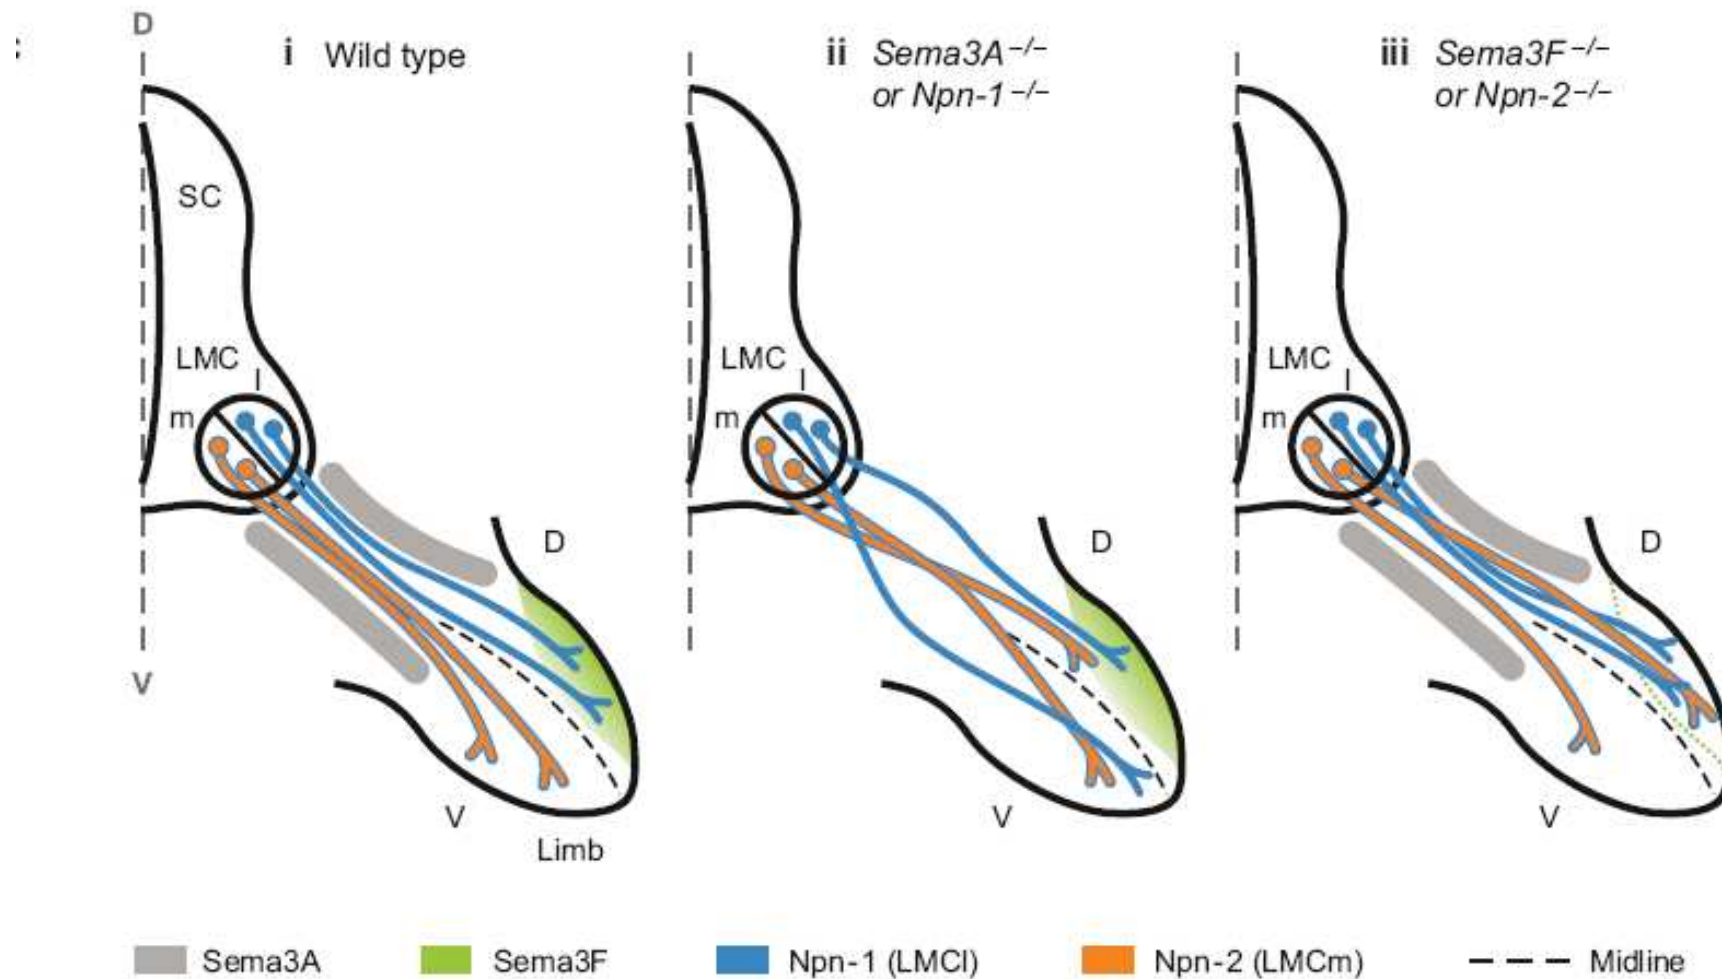 D
i Wild type
ii Sema3A–/–
or Npn-1–/–
iii Sema3F–/–
or Npn-2–/–
SC
LMC
l
m
D
V
V
Limb
LMC
l
m
D
V
LMC
l
m
D
V
Sema3A
Sema3F
Npn-1 (LMCl)
Npn-2 (LMCm)
Midline